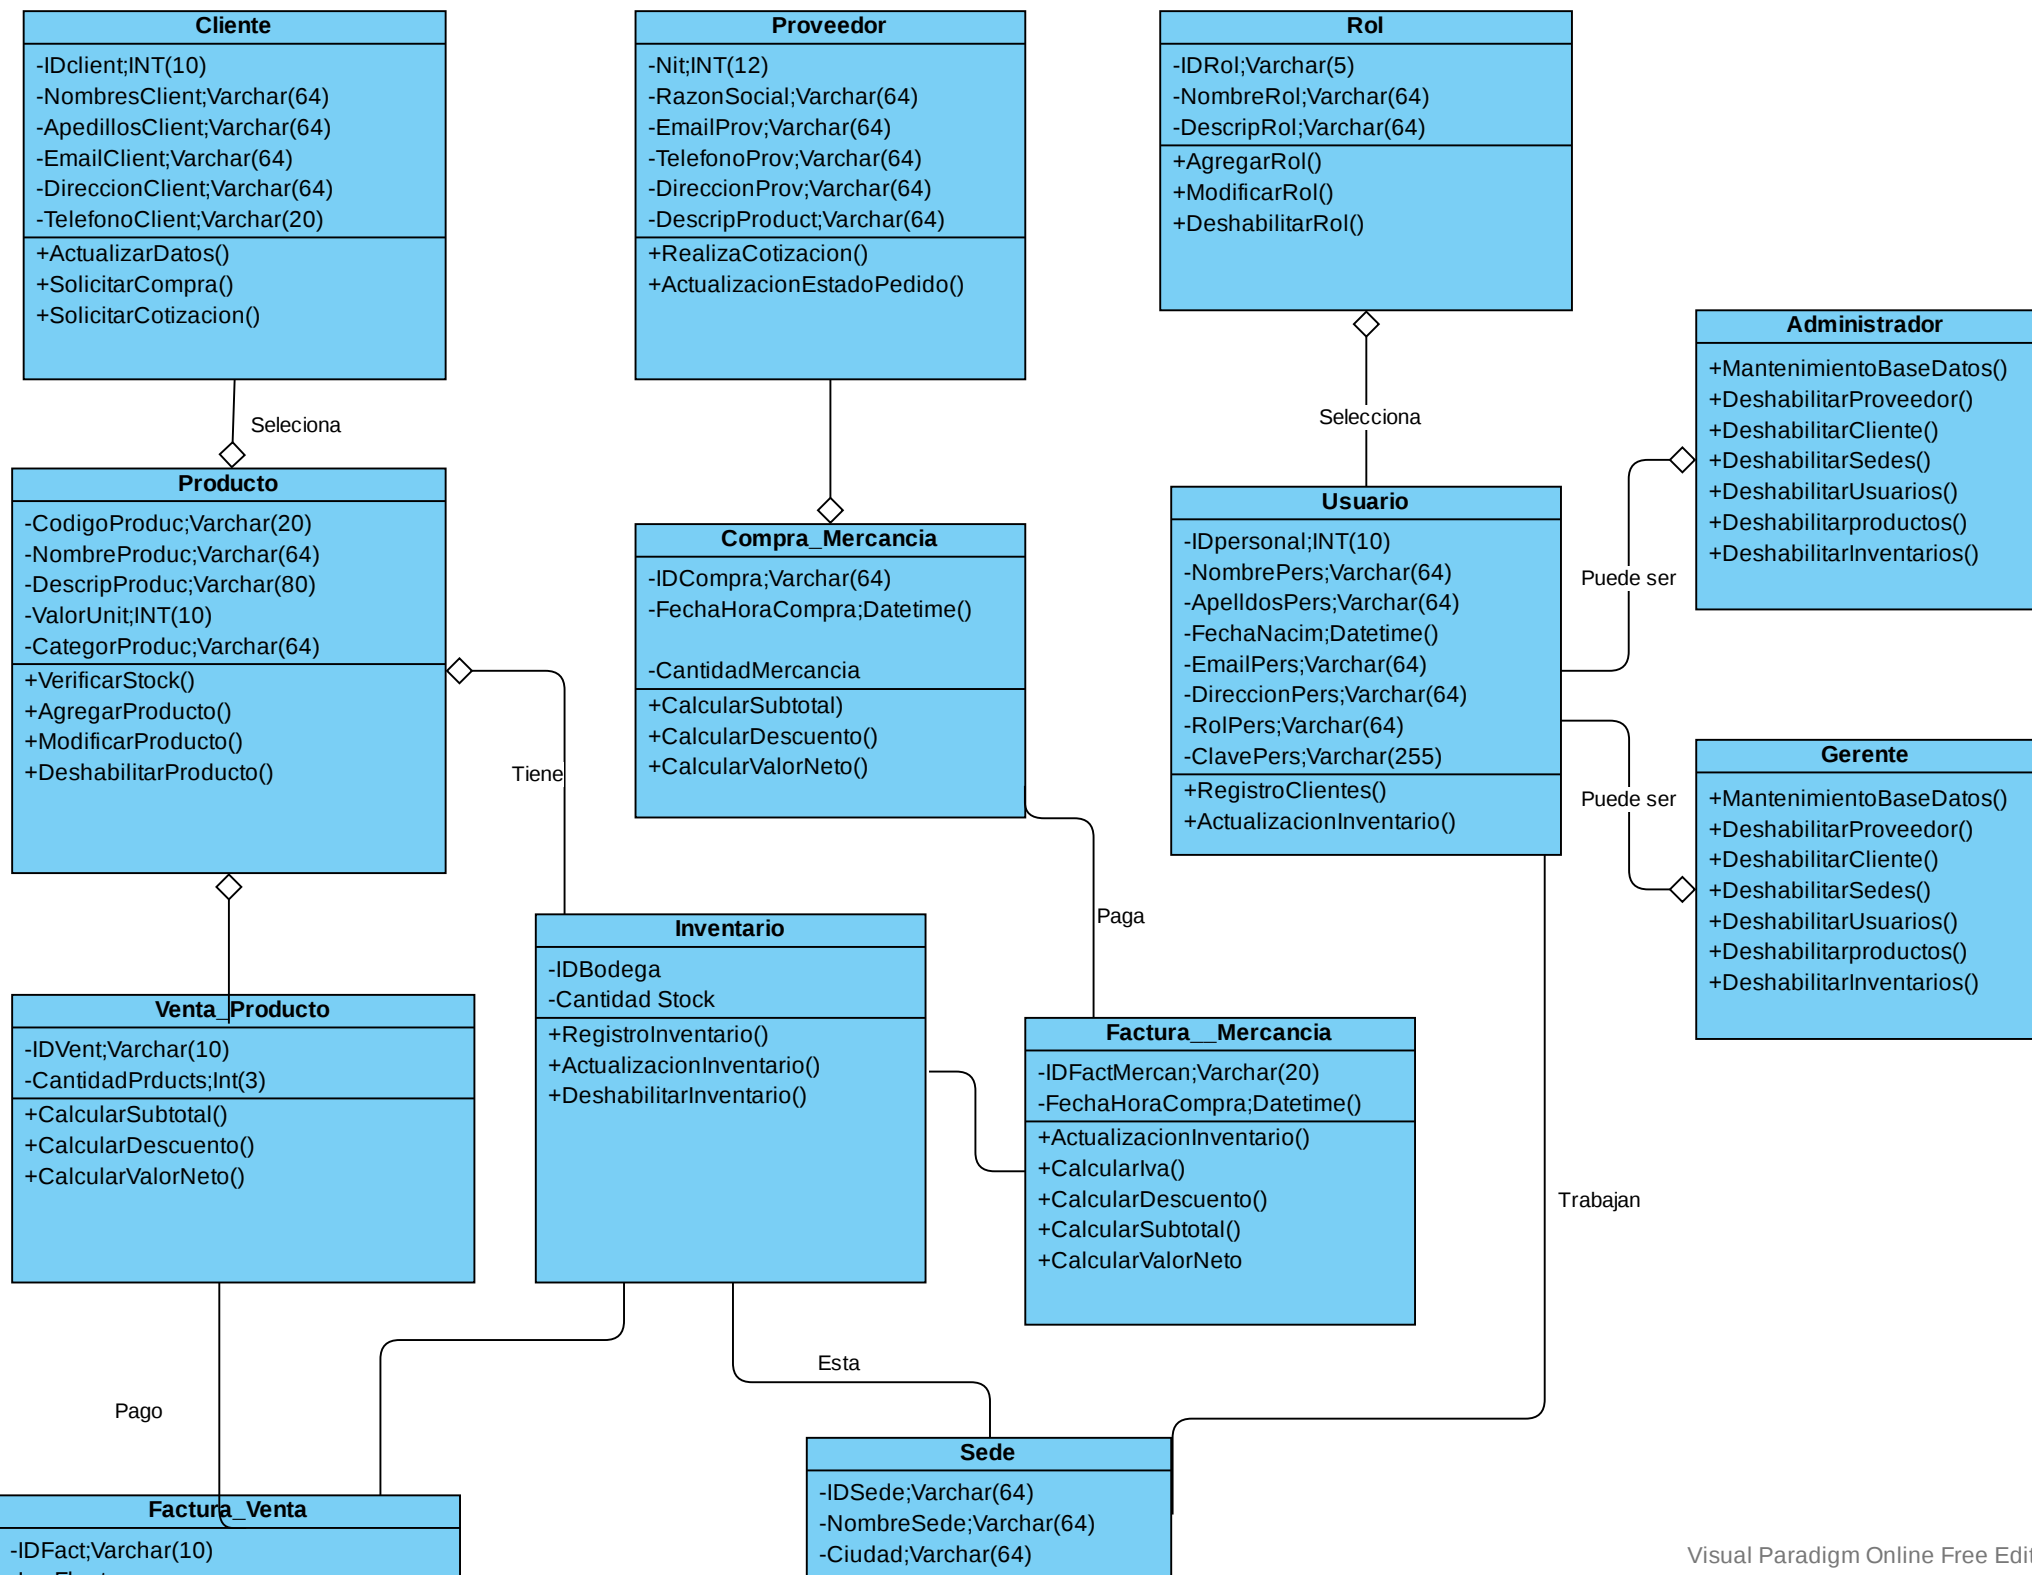 Cliente
-IDclient;INT(10)
-NombresClient;Varchar(64)
-ApedillosClient;Varchar(64)
-EmailClient;Varchar(64)
-DireccionClient;Varchar(64)
-TelefonoClient;Varchar(20)
+ActualizarDatos()
+SolicitarCompra()
+SolicitarCotizacion()
Proveedor
-Nit;INT(12)
-RazonSocial;Varchar(64)
-EmailProv;Varchar(64)
-TelefonoProv;Varchar(64)
-DireccionProv;Varchar(64)
-DescripProduct;Varchar(64)
+RealizaCotizacion()
+ActualizacionEstadoPedido()
Rol
-IDRol;Varchar(5)
-NombreRol;Varchar(64)
-DescripRol;Varchar(64)
+AgregarRol()
+ModificarRol()
+DeshabilitarRol()
Administrador
+MantenimientoBaseDatos()
+DeshabilitarProveedor()
+DeshabilitarCliente()
+DeshabilitarSedes()
+DeshabilitarUsuarios()
+Deshabilitarproductos()
+DeshabilitarInventarios()
Seleciona
Selecciona
Producto
-CodigoProduc;Varchar(20)
-NombreProduc;Varchar(64)
-DescripProduc;Varchar(80)
-ValorUnit;INT(10)
-CategorProduc;Varchar(64)
+VerificarStock()
+AgregarProducto()
+ModificarProducto()
+DeshabilitarProducto()
Compra_Mercancia
-IDCompra;Varchar(64)
-FechaHoraCompra;Datetime()
-CantidadMercancia
+CalcularSubtotal)
+CalcularDescuento()
+CalcularValorNeto()
Usuario
-IDpersonal;INT(10)
-NombrePers;Varchar(64)
-ApelldosPers;Varchar(64)
-FechaNacim;Datetime()
-EmailPers;Varchar(64)
-DireccionPers;Varchar(64)
-RolPers;Varchar(64)
-ClavePers;Varchar(255)
+RegistroClientes()
+ActualizacionInventario()
Puede ser
Puede ser
Gerente
+MantenimientoBaseDatos()
+DeshabilitarProveedor()
+DeshabilitarCliente()
+DeshabilitarSedes()
+DeshabilitarUsuarios()
+Deshabilitarproductos()
+DeshabilitarInventarios()
Tiene
Paga
Venta_Producto
-IDVent;Varchar(10)
-CantidadPrducts;Int(3)
+CalcularSubtotal()
+CalcularDescuento()
+CalcularValorNeto()
Inventario
-IDBodega
-Cantidad Stock
+RegistroInventario()
+ActualizacionInventario()
+DeshabilitarInventario()
Factura__Mercancia
-IDFactMercan;Varchar(20)
-FechaHoraCompra;Datetime()
+ActualizacionInventario()
+CalcularIva()
+CalcularDescuento()
+CalcularSubtotal()
+CalcularValorNeto
Trabajan
Esta
Pago
Factura_Venta
-IDFact;Varchar(10)
Sede
-IDSede;Varchar(64)
-NombreSede;Varchar(64)
-Ciudad;Varchar(64)
Visual Paradigm Online Free Edit